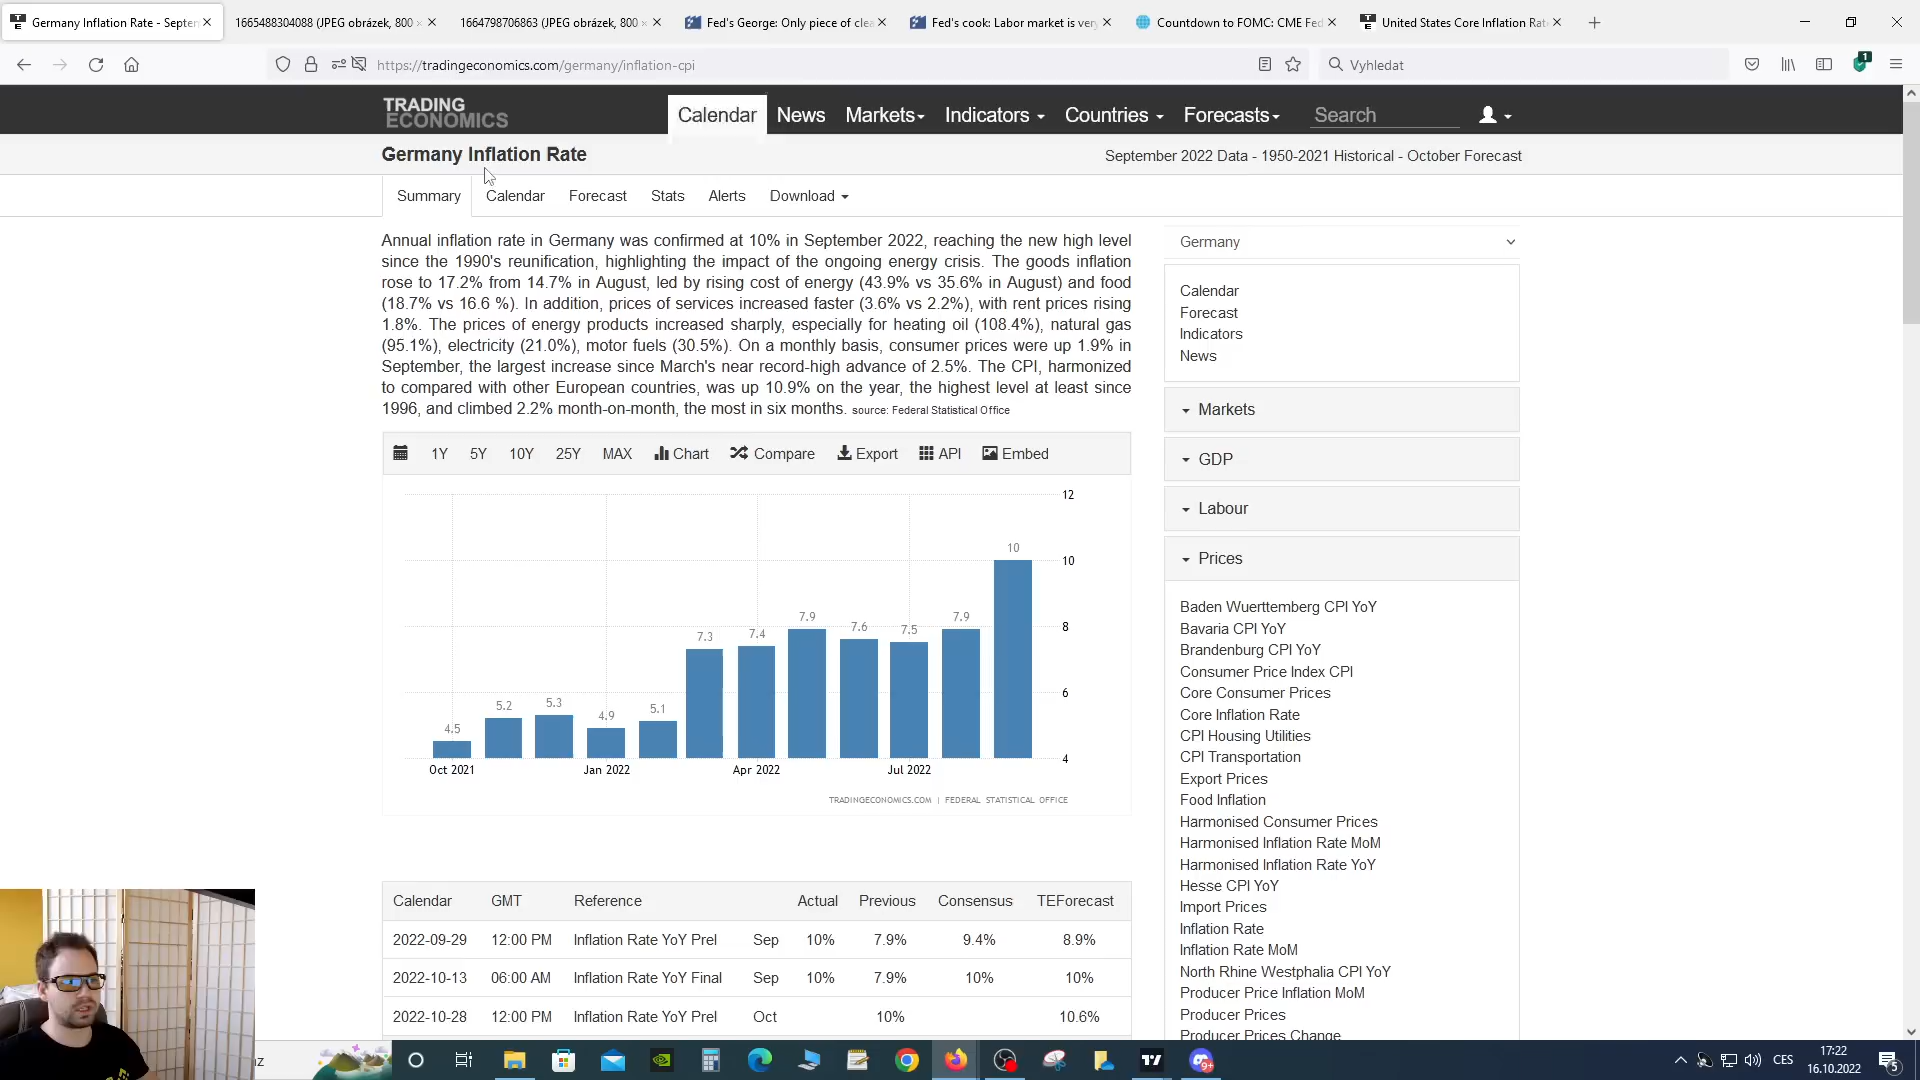 Germany Inflation Rate - Septem
1665488304088 (JPEG obrázek, 800 ×
1664798706863 (JPEG obrázek, 800 ×
Fed's George: Only piece of clea
Fed's cook: Labor market is very
Countdown to FOMC: CME Fed
United States Core Inflation Rat
https://tradingeconomics.com/germany/inflation-cpi
Vyhledat
1
TRADING
ECONOMICS
Calendar
News
Markets
Indicators
Countries
Forecasts
Search
Germany Inflation Rate
September 2022 Data - 1950-2021 Historical - October Forecast
Summary
Calendar
Forecast
Stats
Alerts
Download
Annual inflation rate in Germany was confirmed at 10% in September 2022, reaching the new high level
since the 1990's reunification, highlighting the impact of the ongoing energy crisis. The goods inflation
rose to 17.2% from 14.7% in August, led by rising cost of energy (43.9% vs 35.6% in August) and food
(18.7% vs 16.6 %). In addition, prices of services increased faster (3.6% vs 2.2%), with rent prices rising
1.8%. The prices of energy products increased sharply, especially for heating oil (108.4%), natural gas
(95.1%), electricity (21.0%), motor fuels (30.5%). On a monthly basis, consumer prices were up 1.9% in
September, the largest increase since March's near record-high advance of 2.5%. The CPI, harmonized
to compared with other European countries, was up 10.9% on the year, the highest level at least since
1996, and climbed 2.2% month-on-month, the most in six months. source: Federal Statistical Office
1Y
5Y
10Y
25Y
MAX
Chart
Compare
Export
API
Embed
12
10
8
6
4
4.5
5.2
5.3
4.9
5.1
7.3
7.4
7.9
7.6
7.5
7.9
10
Oct 2021
Jan 2022
Apr 2022
Jul 2022
TRADINGECONOMICS.COM | FEDERAL STATISTICAL OFFICE
Calendar GMT Reference Actual Previous Consensus TEForecast
2022-09-29 12:00 PM Inflation Rate YoY Prel Sep 10% 7.9% 9.4% 8.9%
2022-10-13 06:00 AM Inflation Rate YoY Final Sep 10% 7.9% 10% 10%
2022-10-28 12:00 PM Inflation Rate YoY Prel Oct 10% 10.6%
Germany
Calendar
Forecast
Indicators
News
Markets
GDP
Labour
Prices
Baden Wuerttemberg CPI YoY
Bavaria CPI YoY
Brandenburg CPI YoY
Consumer Price Index CPI
Core Consumer Prices
Core Inflation Rate
CPI Housing Utilities
CPI Transportation
Export Prices
Food Inflation
Harmonised Consumer Prices
Harmonised Inflation Rate MoM
Harmonised Inflation Rate YoY
Hesse CPI YoY
Import Prices
Inflation Rate
Inflation Rate MoM
North Rhine Westphalia CPI YoY
Producer Price Inflation MoM
Producer Prices
Producer Prices Change
az
9+
CES
17:22
16.10.2022
5